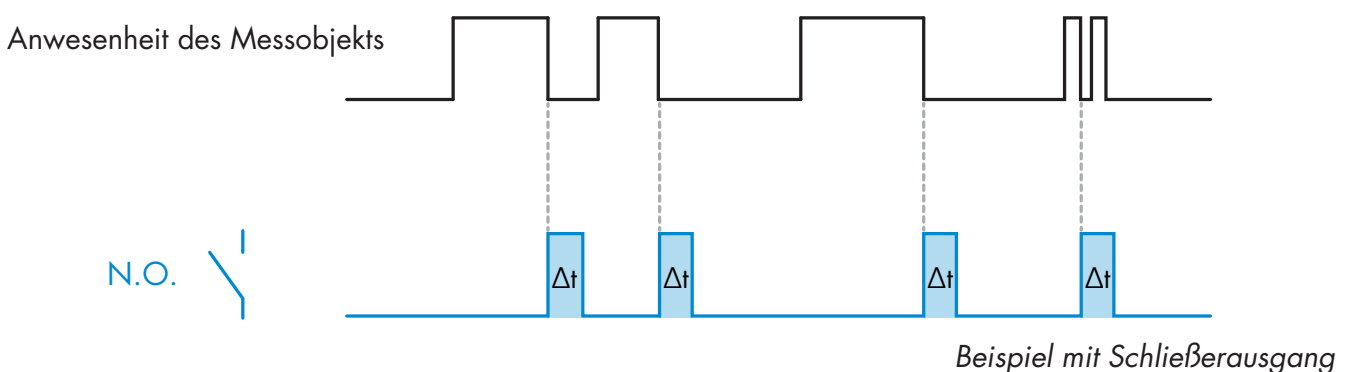 Anwesenheit des Messobjekts
N.O.
Δt Δt Δt Δt
Beispiel mit Schließerausgang